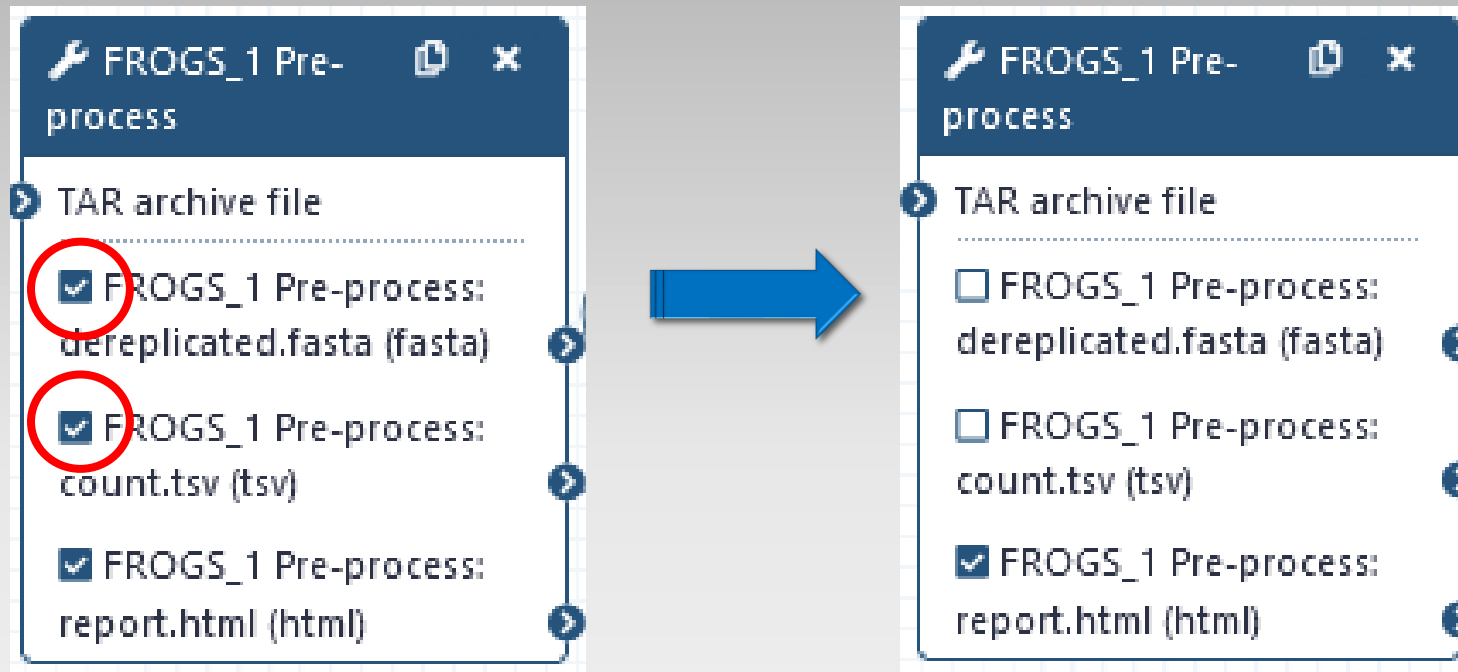 FROGS_1 Pre-
process
TAR archive file
FROGS_1 Pre-process:
dereplicated.fasta (fasta)
FROGS_1 Pre-process:
count.tsv (tsv)
FROGS_1 Pre-process:
report.html (html)
FROGS_1 Pre-
process
TAR archive file
FROGS_1 Pre-process:
dereplicated.fasta (fasta)
FROGS_1 Pre-process:
count.tsv (tsv)
FROGS_1 Pre-process:
report.html (html)